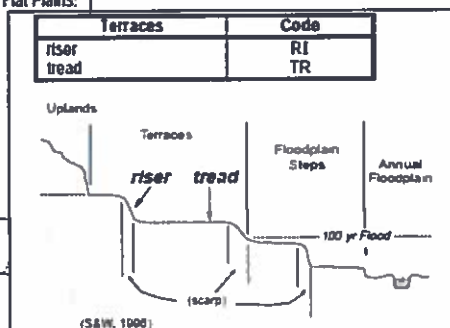 Flat Plains:
Terraces Code
riser RI
tread TR
Uplands
Terraces
Floodplain
Steps
Annual
Floodplain
riser tread
100 yr Flood
(scarp)
(S&W, 1996)